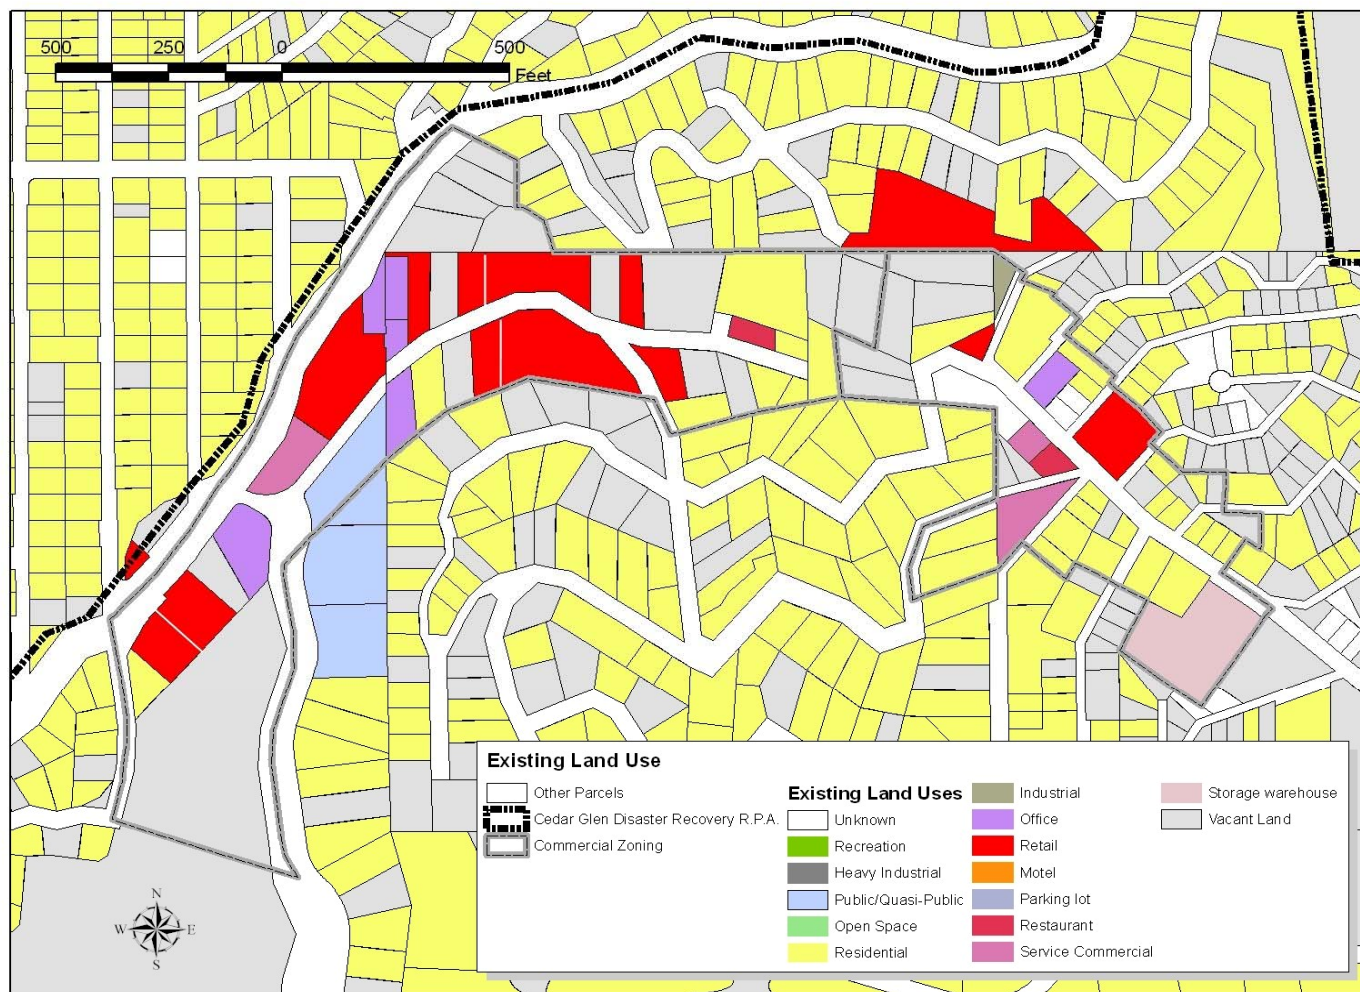 500 250 0 500
Feet
Existing Land Use
Other Parcels
Cedar Glen Disaster Recovery R.P.A.
Commercial Zoning
Existing Land Uses
Unknown
Recreation
Heavy Industrial
Public/Quasi-Public
Open Space
Residential
Industrial
Office
Retail
Motel
Parking lot
Restaurant
Service Commercial
Storage warehouse
Vacant Land
N
W E
S